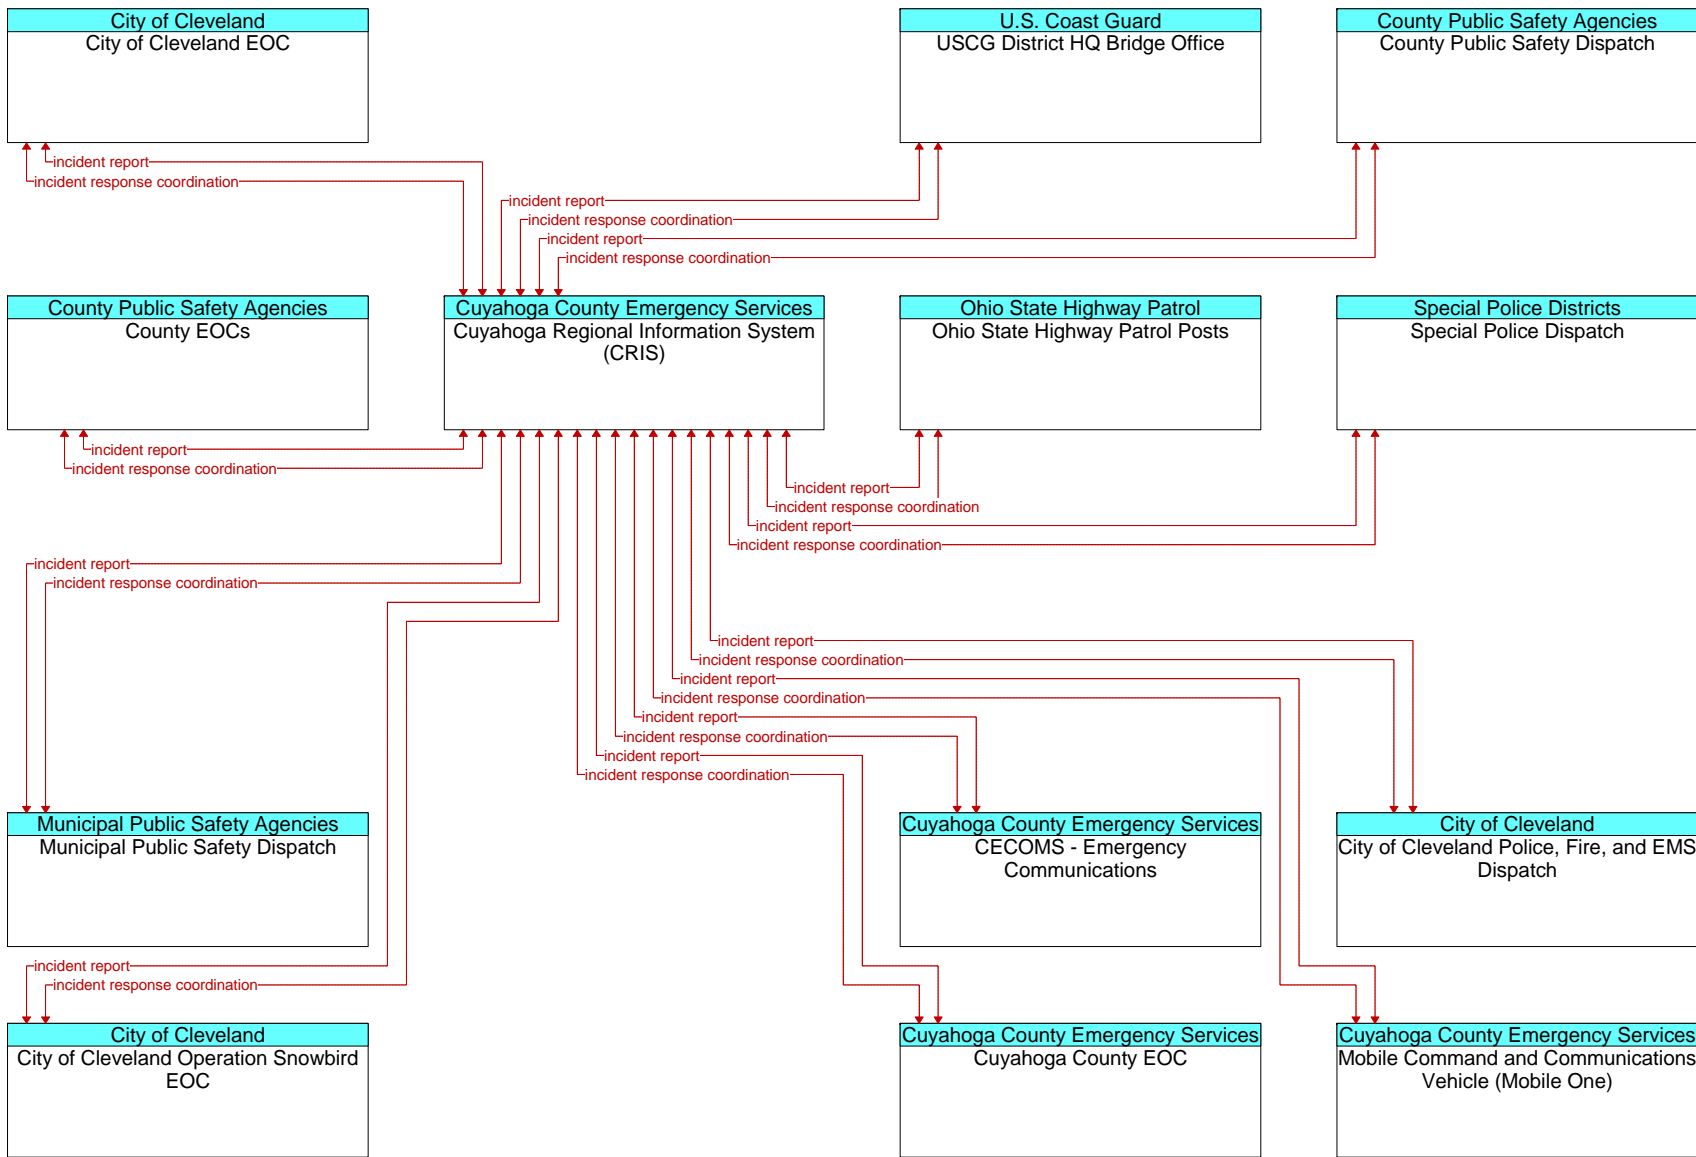 City of Cleveland
City of Cleveland EOC
U.S. Coast Guard
USCG District HQ Bridge Office
County Public Safety Agencies
County Public Safety Dispatch
incident report
incident response coordination
incident report
incident response coordination
incident report
incident response coordination
County Public Safety Agencies
County EOCs
Cuyahoga County Emergency Services
Cuyahoga Regional Information System
(CRIS)
Ohio State Highway Patrol
Ohio State Highway Patrol Posts
Special Police Districts
Special Police Dispatch
incident report
incident response coordination
incident report
incident response coordination
incident report
incident response coordination
incident report
incident response coordination
incident report
incident response coordination
incident report
incident response coordination
incident report
incident response coordination
incident report
incident response coordination
Municipal Public Safety Agencies
Municipal Public Safety Dispatch
Cuyahoga County Emergency Services
CECOMS - Emergency
Communications
City of Cleveland
City of Cleveland Police, Fire, and EMS
Dispatch
incident report
incident response coordination
City of Cleveland
City of Cleveland Operation Snowbird
EOC
Cuyahoga County Emergency Services
Cuyahoga County EOC
Cuyahoga County Emergency Services
Mobile Command and Communications
Vehicle (Mobile One)